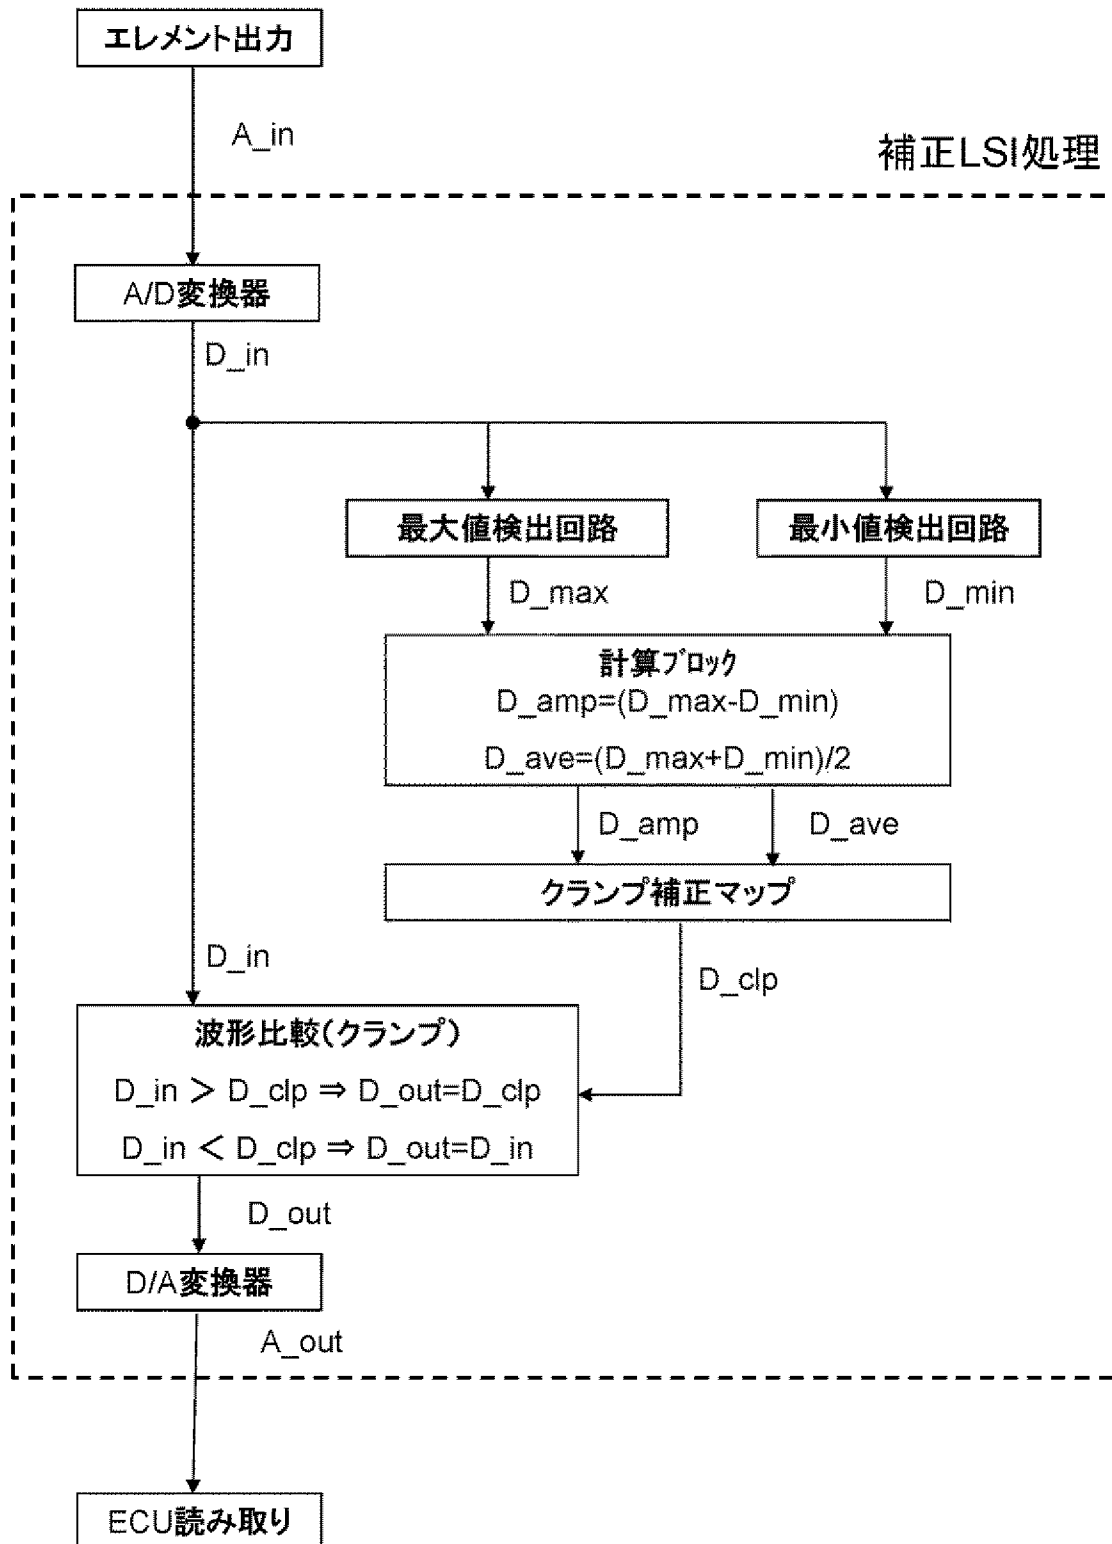 エレメント出力
A_in
補正LSI処理
A/D変換器
D_in
最大値検出回路
最小値検出回路
D_max
D_min
計算ブロック
D_amp=(D_max-D_min)
D_ave=(D_max+D_min)/2
D_amp
D_ave
クランプ補正マップ
D_in
D_clp
波形比較(クランプ)
D_in > D_clp ⇒ D_out=D_clp
D_in < D_clp ⇒ D_out=D_in
D_out
D/A変換器
A_out
ECU読み取り